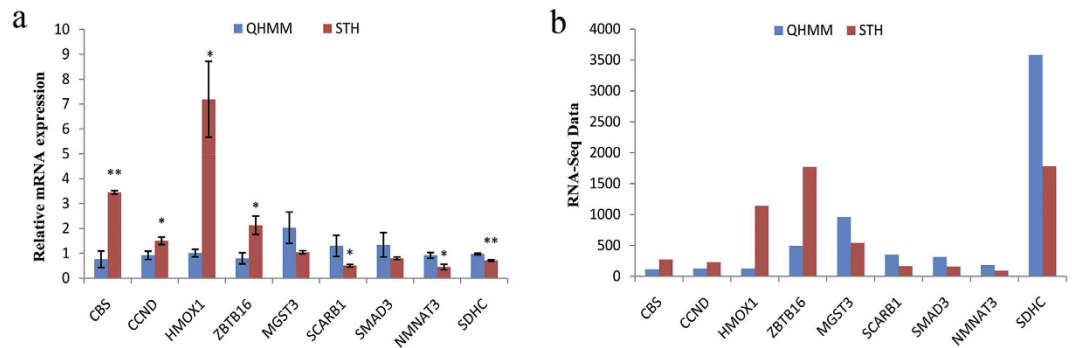 a
QHMM STH
Relative mRNA expression
10
9
8
7
6
5
4
3
2
1
0
**
*
*
*
*
*
**
CBS
CCND
HMOX1
ZBTB16
MGST3
SCARB1
SMAD3
NMNAT3
SDHC
b
QHMM STH
RNA-Seq Data
4000
3500
3000
2500
2000
1500
1000
500
0
CBS
CCND
HMOX1
ZBTB16
MGST3
SCARB1
SMAD3
NMNAT3
SDHC